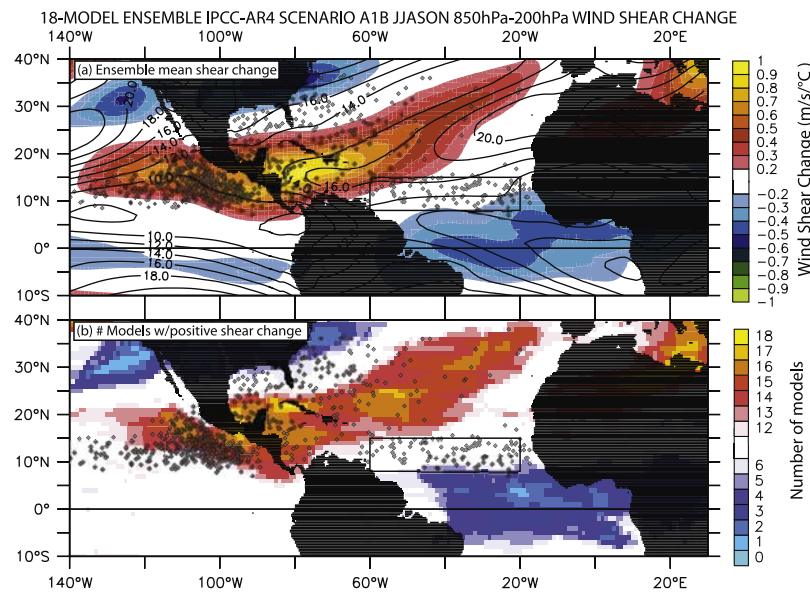 18-MODEL ENSEMBLE IPCC-AR4 SCENARIO A1B JJASON 850hPa-200hPa WIND SHEAR CHANGE
140°W 100°W 60°W 20°W 20°E
(a) Ensemble mean shear change
40°N
30°N
20°N
10°N
0°
10°S
20.0
18.0
16.0
14.0
10.0
16.0
14.0
16.0
20.0
10.0
12.0
14.0
16.0
18.0
1
0.9
0.8
0.7
0.6
0.5
0.4
0.3
0.2
-0.2
-0.3
-0.4
-0.5
-0.6
-0.7
-0.8
-0.9
-1
Wind Shear Change (m/s/°C)
(b) # Models w/positive shear change
40°N
30°N
20°N
10°N
0°
10°S
18
17
16
15
14
13
12
6
5
4
3
2
1
0
Number of models
140°W 100°W 60°W 20°W 20°E